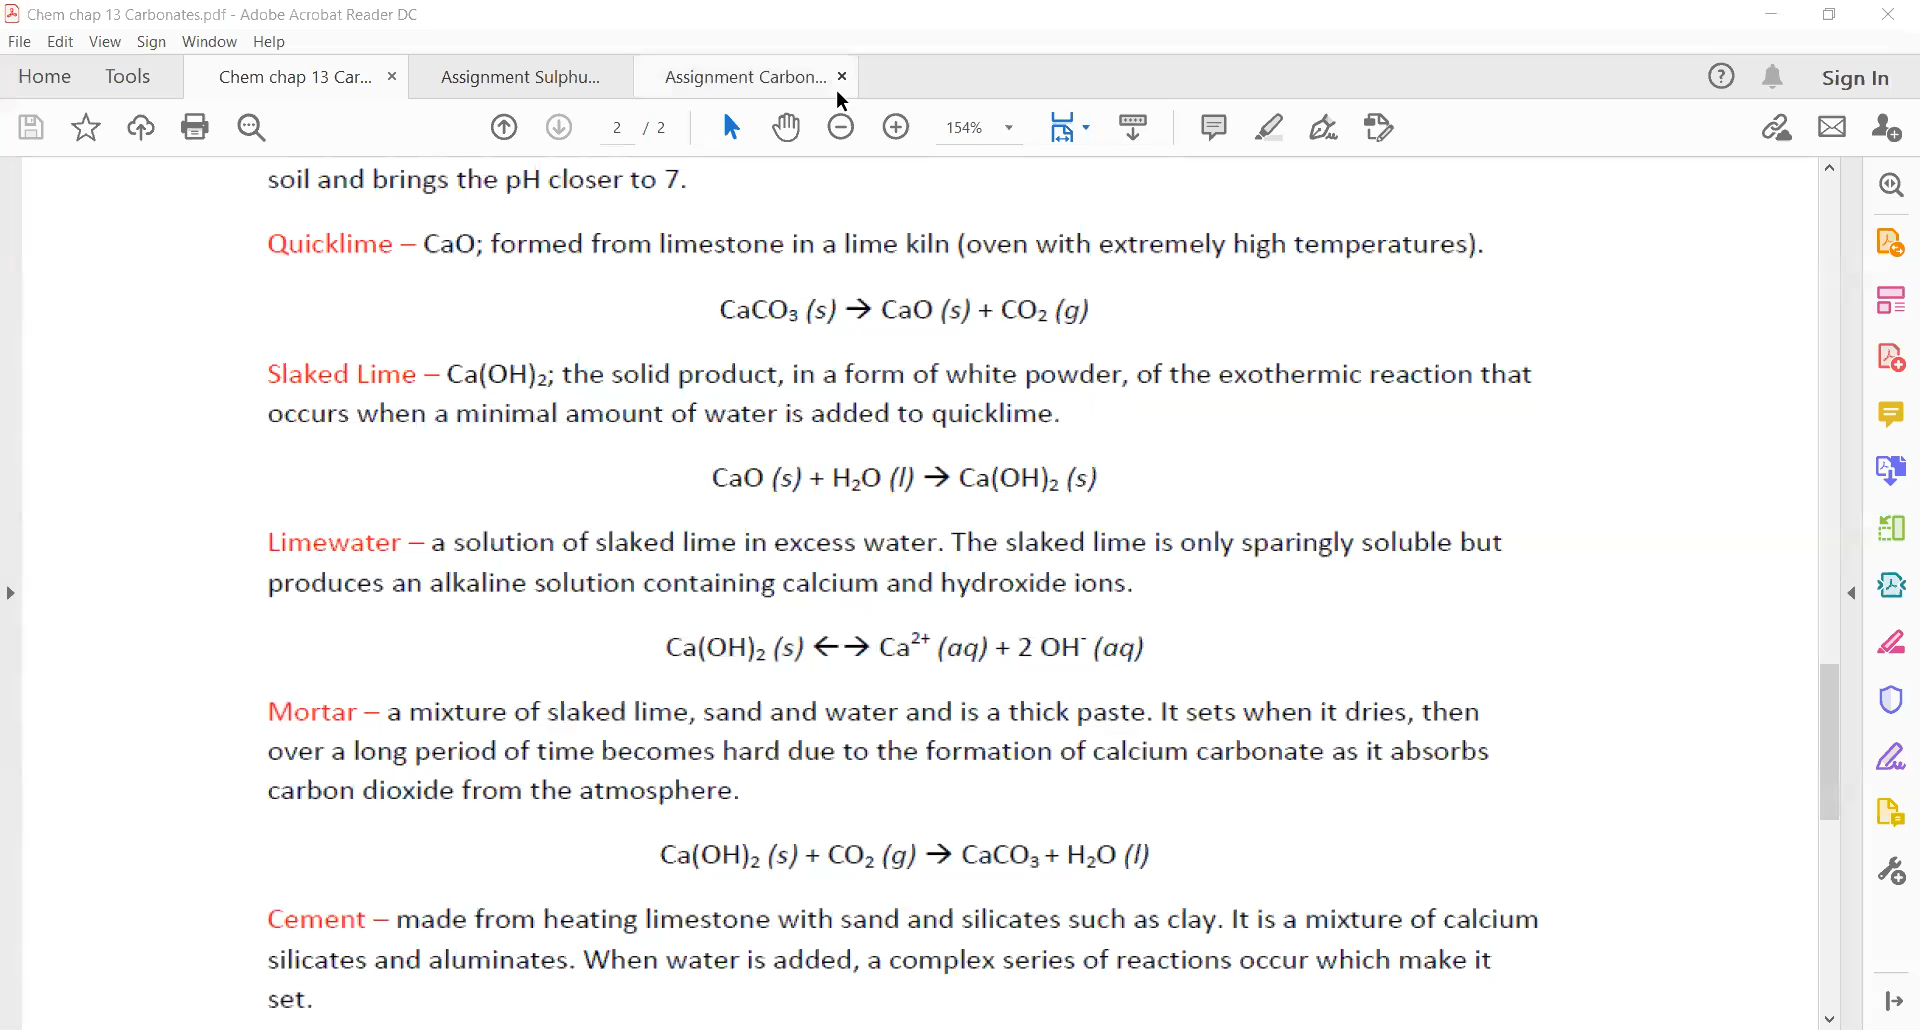 Chem chap 13 Carbonates.pdf - Adobe Acrobat Reader DC
File Edit View Sign Window Help
Home Tools Chem chap 13 Car... × Assignment Sulphu... Assignment Carbon... × Sign In
2 / 2 154%
soil and brings the pH closer to 7.
Quicklime – CaO; formed from limestone in a lime kiln (oven with extremely high temperatures).
CaCO₃ (s) → CaO (s) + CO₂ (g)
Slaked Lime – Ca(OH)₂; the solid product, in a form of white powder, of the exothermic reaction that
occurs when a minimal amount of water is added to quicklime.
CaO (s) + H₂O (l) → Ca(OH)₂ (s)
Limewater – a solution of slaked lime in excess water. The slaked lime is only sparingly soluble but
produces an alkaline solution containing calcium and hydroxide ions.
Ca(OH)₂ (s) ←→ Ca²⁺ (aq) + 2 OH⁻ (aq)
Mortar – a mixture of slaked lime, sand and water and is a thick paste. It sets when it dries, then
over a long period of time becomes hard due to the formation of calcium carbonate as it absorbs
carbon dioxide from the atmosphere.
Ca(OH)₂ (s) + CO₂ (g) → CaCO₃ + H₂O (l)
Cement – made from heating limestone with sand and silicates such as clay. It is a mixture of calcium
silicates and aluminates. When water is added, a complex series of reactions occur which make it
set.